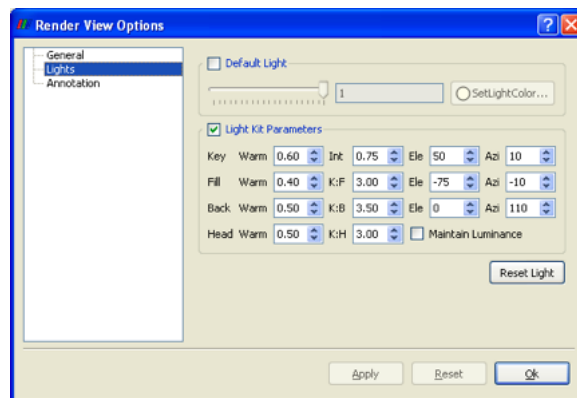 Render View Options
General
Lights
Annotation
Default Light
1 SetLightColor...
Light Kit Parameters
Key Warm 0.60 Int 0.75 Ele 50 Azi 10
Fill Warm 0.40 K:F 3.00 Ele -75 Azi -10
Back Warm 0.50 K:B 3.50 Ele 0 Azi 110
Head Warm 0.50 K:H 3.00 Maintain Luminance
Reset Light
Apply Reset Ok